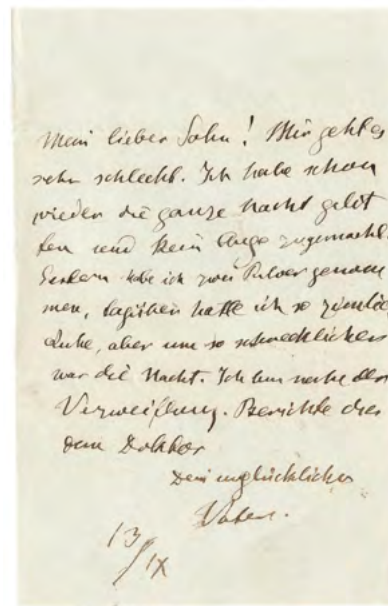 Mein lieber Sohn! Mir geht es
sehr schlecht. Ich habe schon
wieder die ganze Nacht gelit
ten und kein Auge zugemacht.
Gestern habe ich zwei Pulver genom
men, tagsüber hatte ich so ziemlich
Ruhe, aber um so schrecklicher
war die Nacht. Ich bin nahe der
Verzweiflung. Berichte dies
dem Doktor
Dein unglücklicher
Vater.
13/IX